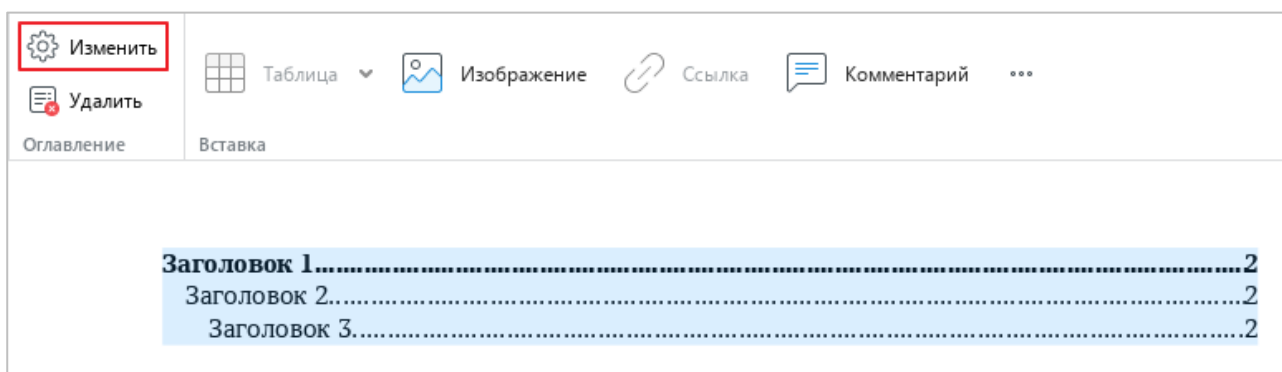 Изменить
Удалить
Оглавление
Таблица
Изображение
Ссылка
Комментарий
Вставка
Заголовок 1........................................................................................................2
Заголовок 2........................................................................................................2
Заголовок 3........................................................................................................2